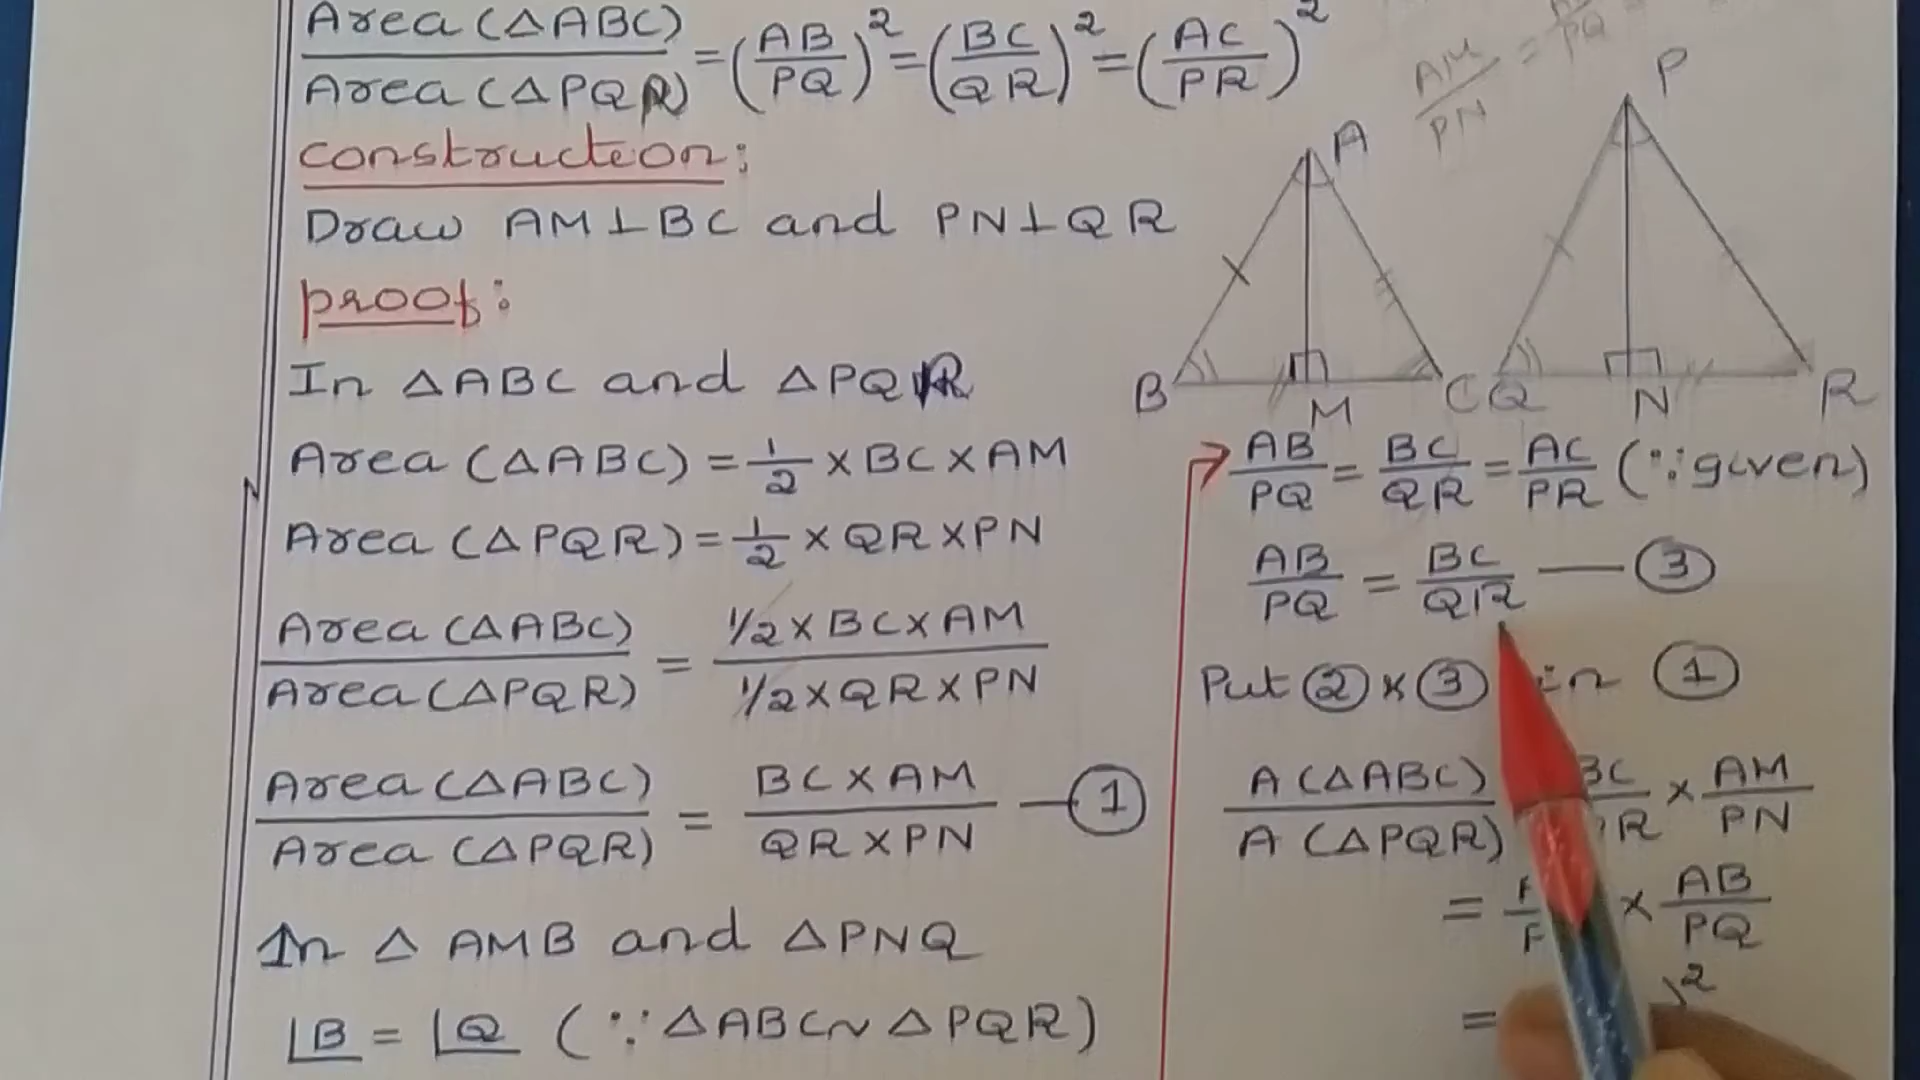 Area (△ABC) / Area (△PQR) = (AB/PQ)² = (BC/QR)² = (AC/PR)²
construction:
Draw AM⊥BC and PN⊥QR
proof:
In △ABC and △PQR
Area (△ABC) = 1/2 × BC × AM
Area (△PQR) = 1/2 × QR × PN
Area (△ABC) / Area (△PQR) = 1/2 × BC × AM / 1/2 × QR × PN
Area (△ABC) / Area (△PQR) = BC × AM / QR × PN — ①
In △ AMB and △PNQ
∠B = ∠Q (∵ △ABC ~ △PQR)
AM/PN =
PQ
A
P
B
M
C
Q
N
R
AB/PQ = BC/QR = AC/PR (∵ given)
AB/PQ = BC/QR — ③
Put ② × ③ in ①
A (△ABC) / A (△PQR) BC / R × AM/PN
= × AB/PQ
= )²